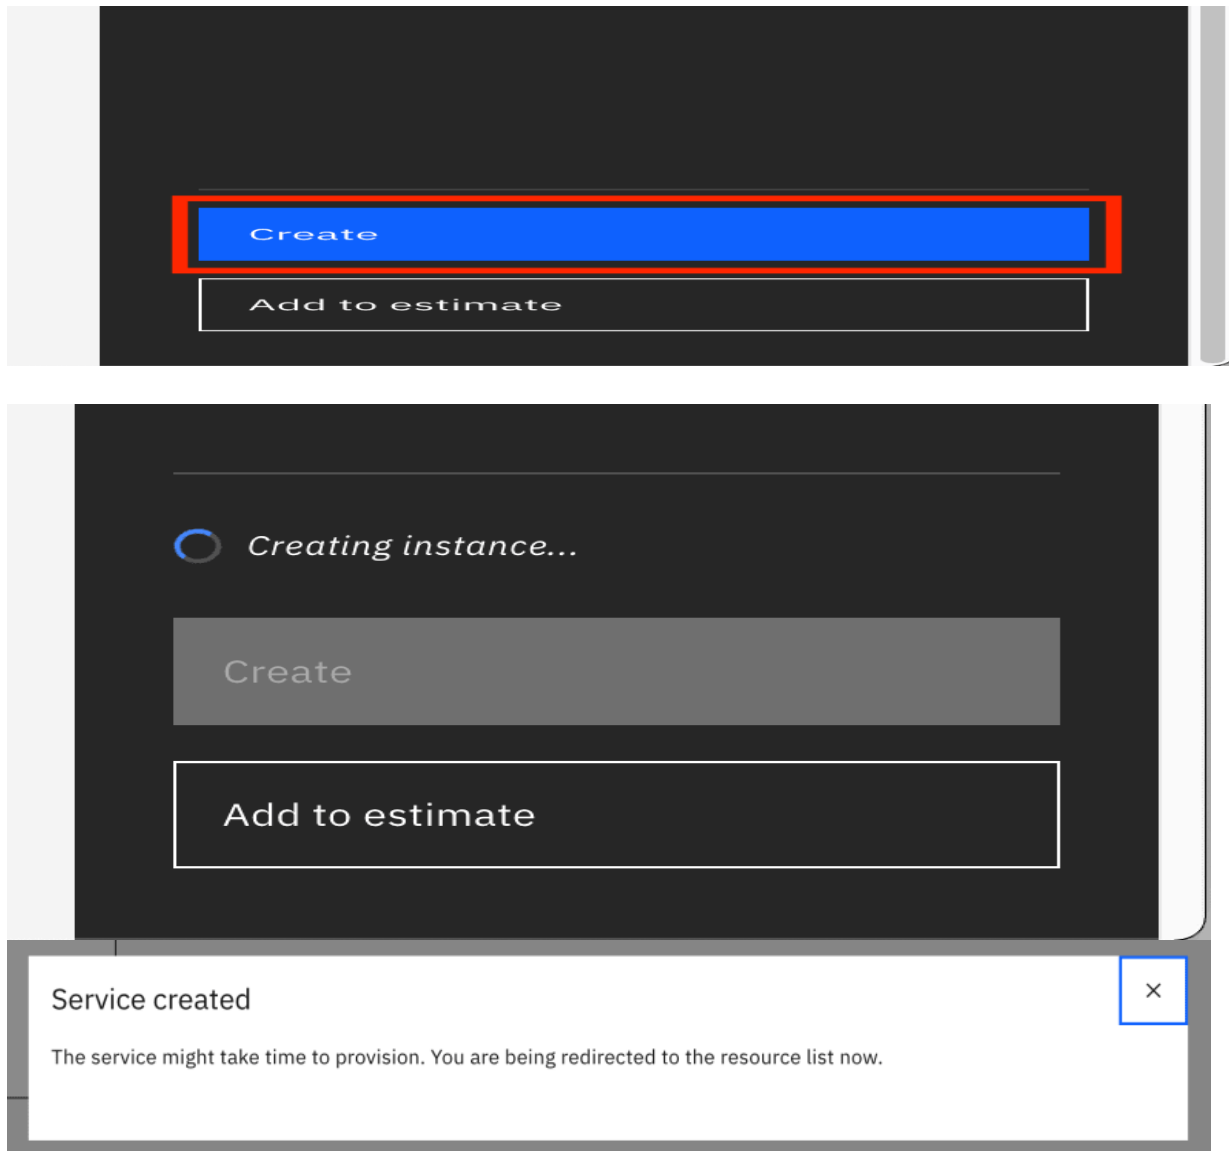 Create
Add to estimate
Creating instance...
Create
Add to estimate
Service created
The service might take time to provision. You are being redirected to the resource list now.